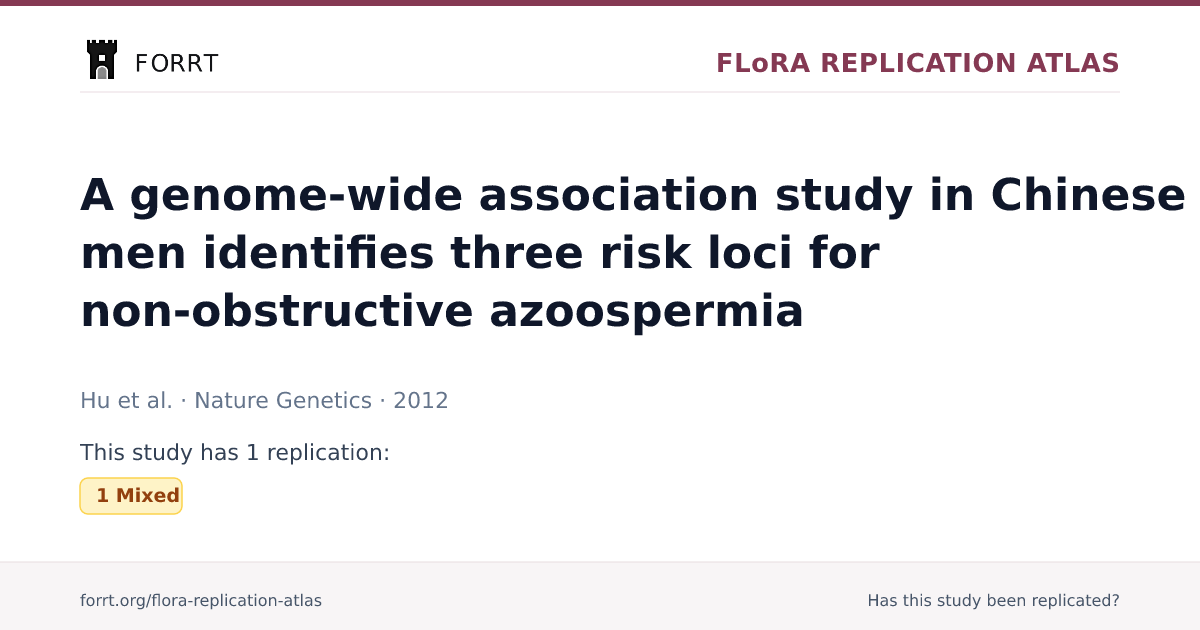 FORRT
FLoRA REPLICATION ATLAS
A genome-wide association study in Chinese
men identifies three risk loci for
non-obstructive azoospermia
Hu et al. · Nature Genetics · 2012
This study has 1 replication:
1 Mixed
forrt.org/flora-replication-atlas
Has this study been replicated?